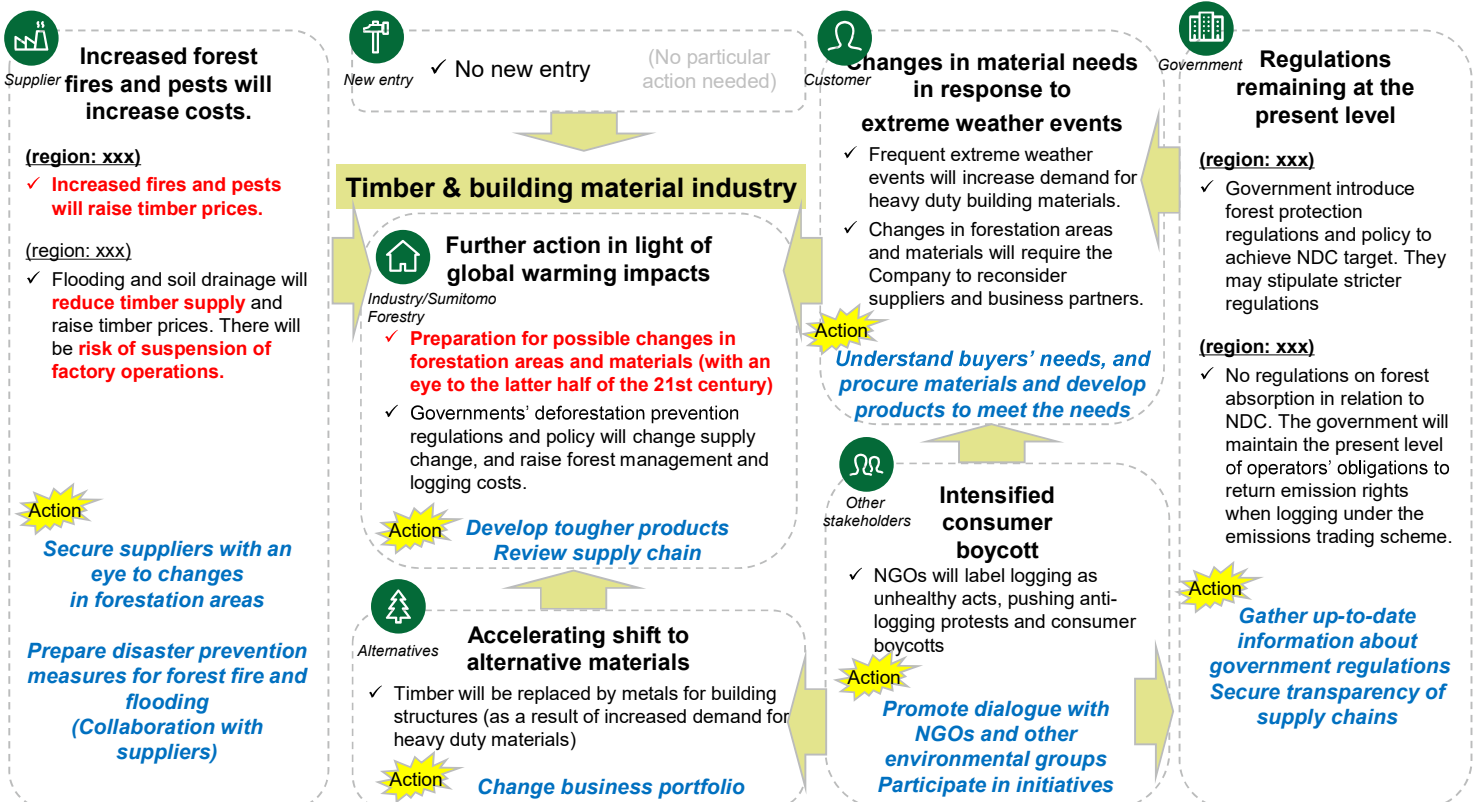 Supplier
Increased forest
fires and pests will
increase costs.
(region: xxx)
✓ Increased fires and pests
will raise timber prices.
(region: xxx)
✓ Flooding and soil drainage will
reduce timber supply and
raise timber prices. There will
be risk of suspension of
factory operations.
Action
Secure suppliers with an
eye to changes
in forestation areas
Prepare disaster prevention
measures for forest fire and
flooding
(Collaboration with
suppliers)
New entry
✓ No new entry
(No particular
action needed)
Timber & building material industry
Industry/Sumitomo
Forestry
Further action in light of
global warming impacts
✓ Preparation for possible changes in
forestation areas and materials (with an
eye to the latter half of the 21st century)
✓ Governments' deforestation prevention
regulations and policy will change supply
change, and raise forest management and
logging costs.
Action
Develop tougher products
Review supply chain
Alternatives
Accelerating shift to
alternative materials
✓ Timber will be replaced by metals for building
structures (as a result of increased demand for
heavy duty materials)
Action
Change business portfolio
Customer
Changes in material needs
in response to
extreme weather events
✓ Frequent extreme weather
events will increase demand for
heavy duty building materials.
✓ Changes in forestation areas
and materials will require the
Company to reconsider
suppliers and business partners.
Action
Understand buyers' needs, and
procure materials and develop
products to meet the needs
Other
stakeholders
Intensified
consumer
boycott
✓ NGOs will label logging as
unhealthy acts, pushing anti-
logging protests and consumer
boycotts
Action
Promote dialogue with
NGOs and other
environmental groups
Participate in initiatives
Government
Regulations
remaining at the
present level
(region: xxx)
✓ Government introduce
forest protection
regulations and policy to
achieve NDC target. They
may stipulate stricter
regulations
(region: xxx)
✓ No regulations on forest
absorption in relation to
NDC. The government will
maintain the present level
of operators' obligations to
return emission rights
when logging under the
emissions trading scheme.
Action
Gather up-to-date
information about
government regulations
Secure transparency of
supply chains